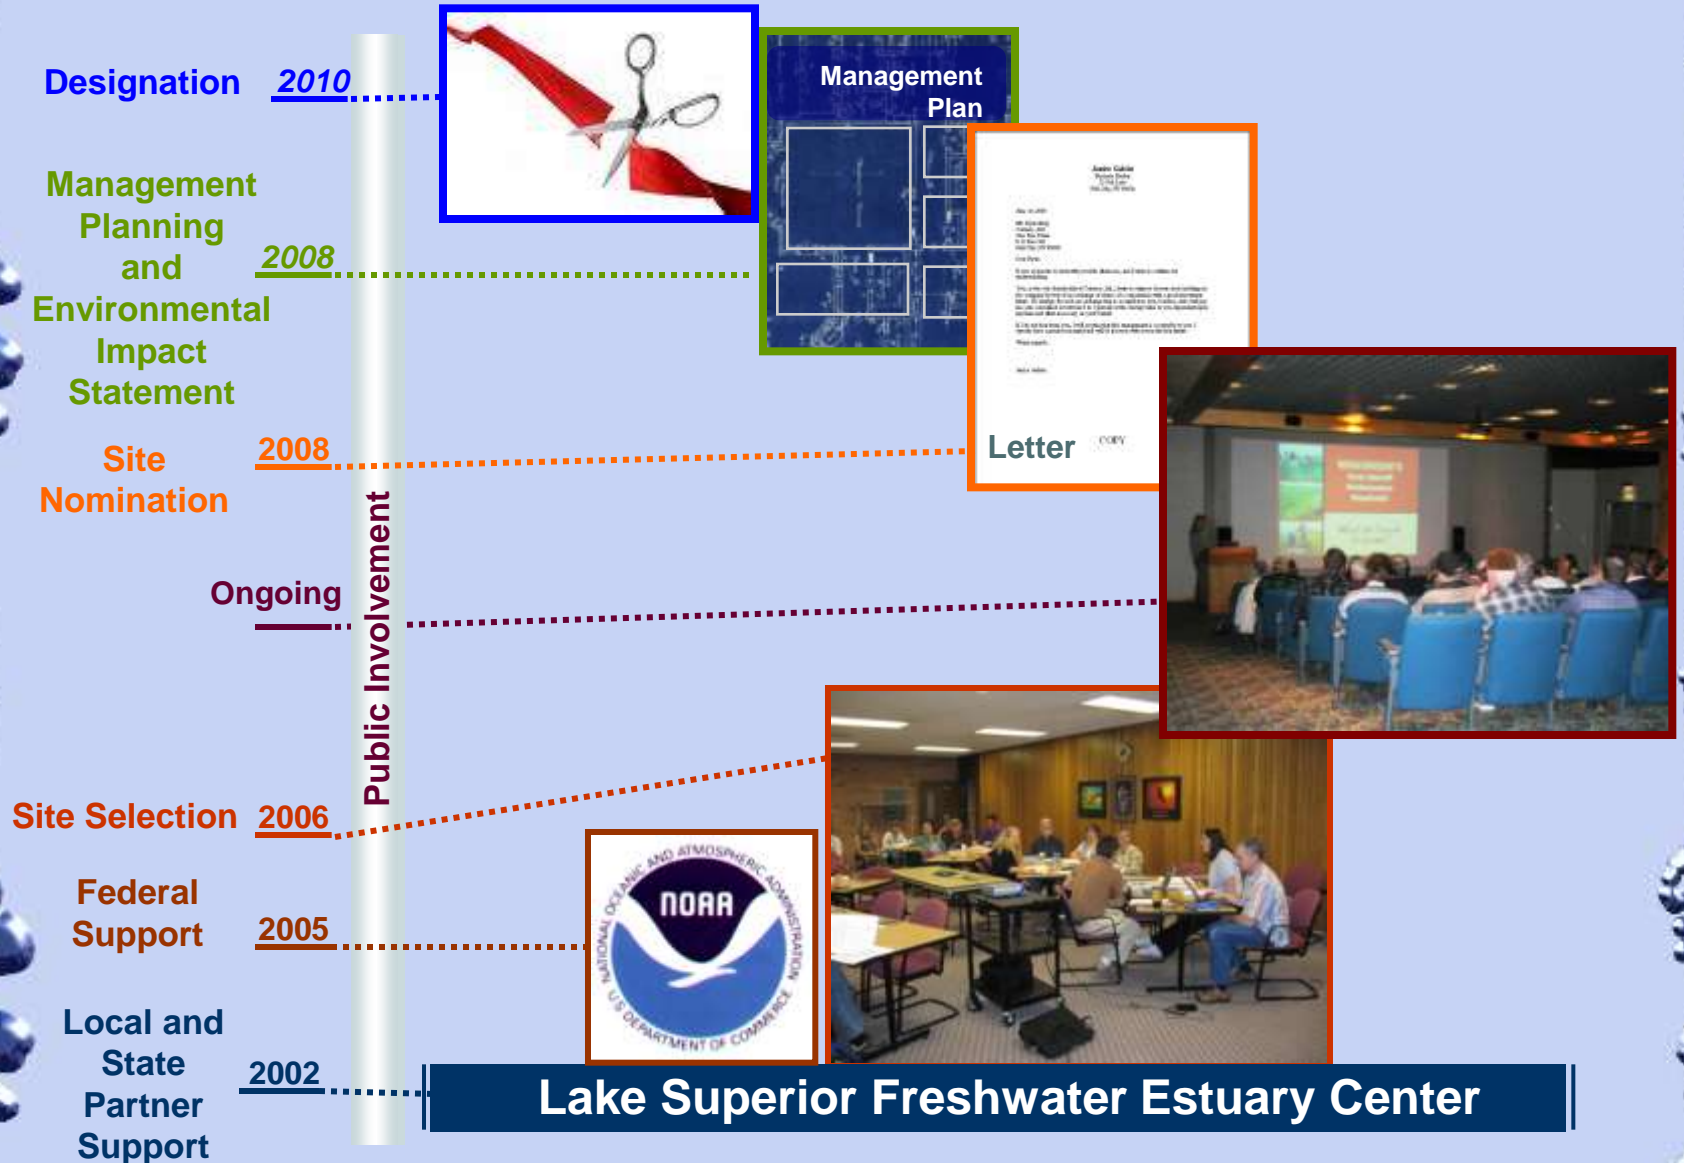 Designation 2010
Management
Planning
and
Environmental
Impact
Statement
2008
Site
Nomination
2008
Ongoing
Public Involvement
Site Selection 2006
Federal
Support
2005
Local and
State
Partner
Support
2002
Management
Plan
Letter
COPY
NATIONAL OCEANIC AND ATMOSPHERIC ADMINISTRATION
NOAA
U.S. DEPARTMENT OF COMMERCE
Lake Superior Freshwater Estuary Center